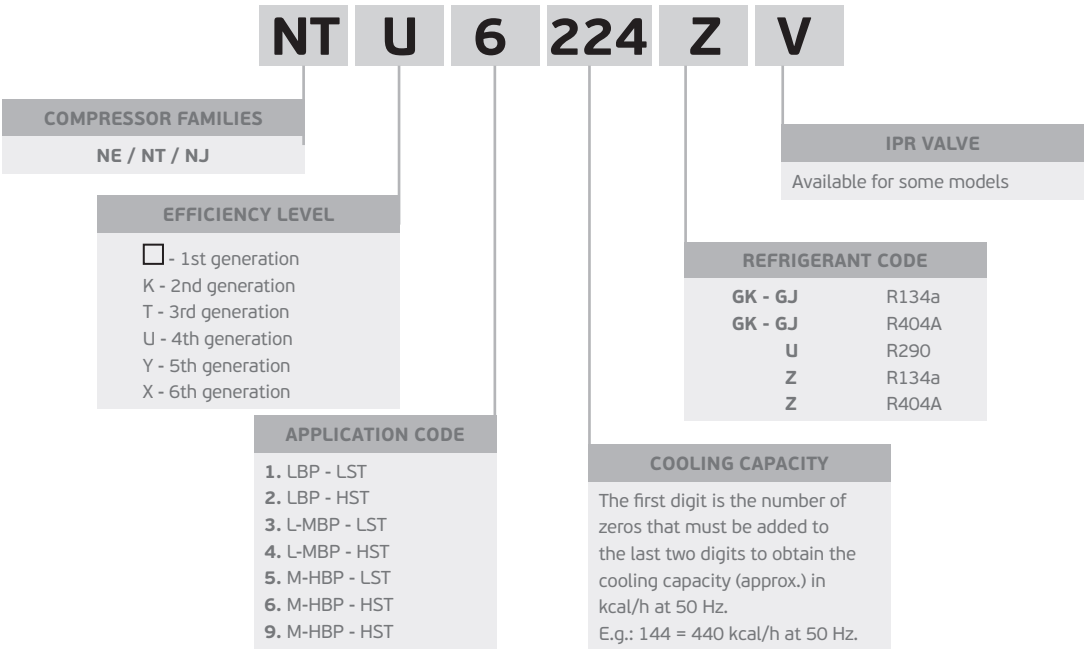 NT U 6 224 Z V
COMPRESSOR FAMILIES
NE / NT / NJ
IPR VALVE
Available for some models
EFFICIENCY LEVEL
☐ - 1st generation
K - 2nd generation
T - 3rd generation
U - 4th generation
Y - 5th generation
X - 6th generation
REFRIGERANT CODE
GK - GJ R134a
GK - GJ R404A
U R290
Z R134a
Z R404A
APPLICATION CODE
1. LBP - LST
2. LBP - HST
3. L-MBP - LST
4. L-MBP - HST
5. M-HBP - LST
6. M-HBP - HST
9. M-HBP - HST
COOLING CAPACITY
The first digit is the number of
zeros that must be added to
the last two digits to obtain the
cooling capacity (approx.) in
kcal/h at 50 Hz.
E.g.: 144 = 440 kcal/h at 50 Hz.